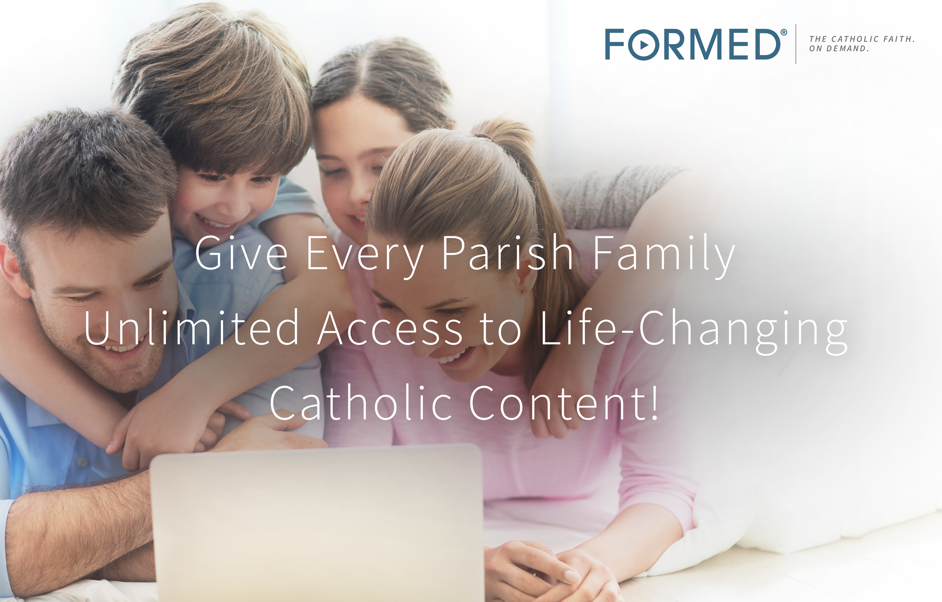 FORMED®
THE CATHOLIC FAITH.
ON DEMAND.
Give Every Parish Family
Unlimited Access to Life-Changing
Catholic Content!